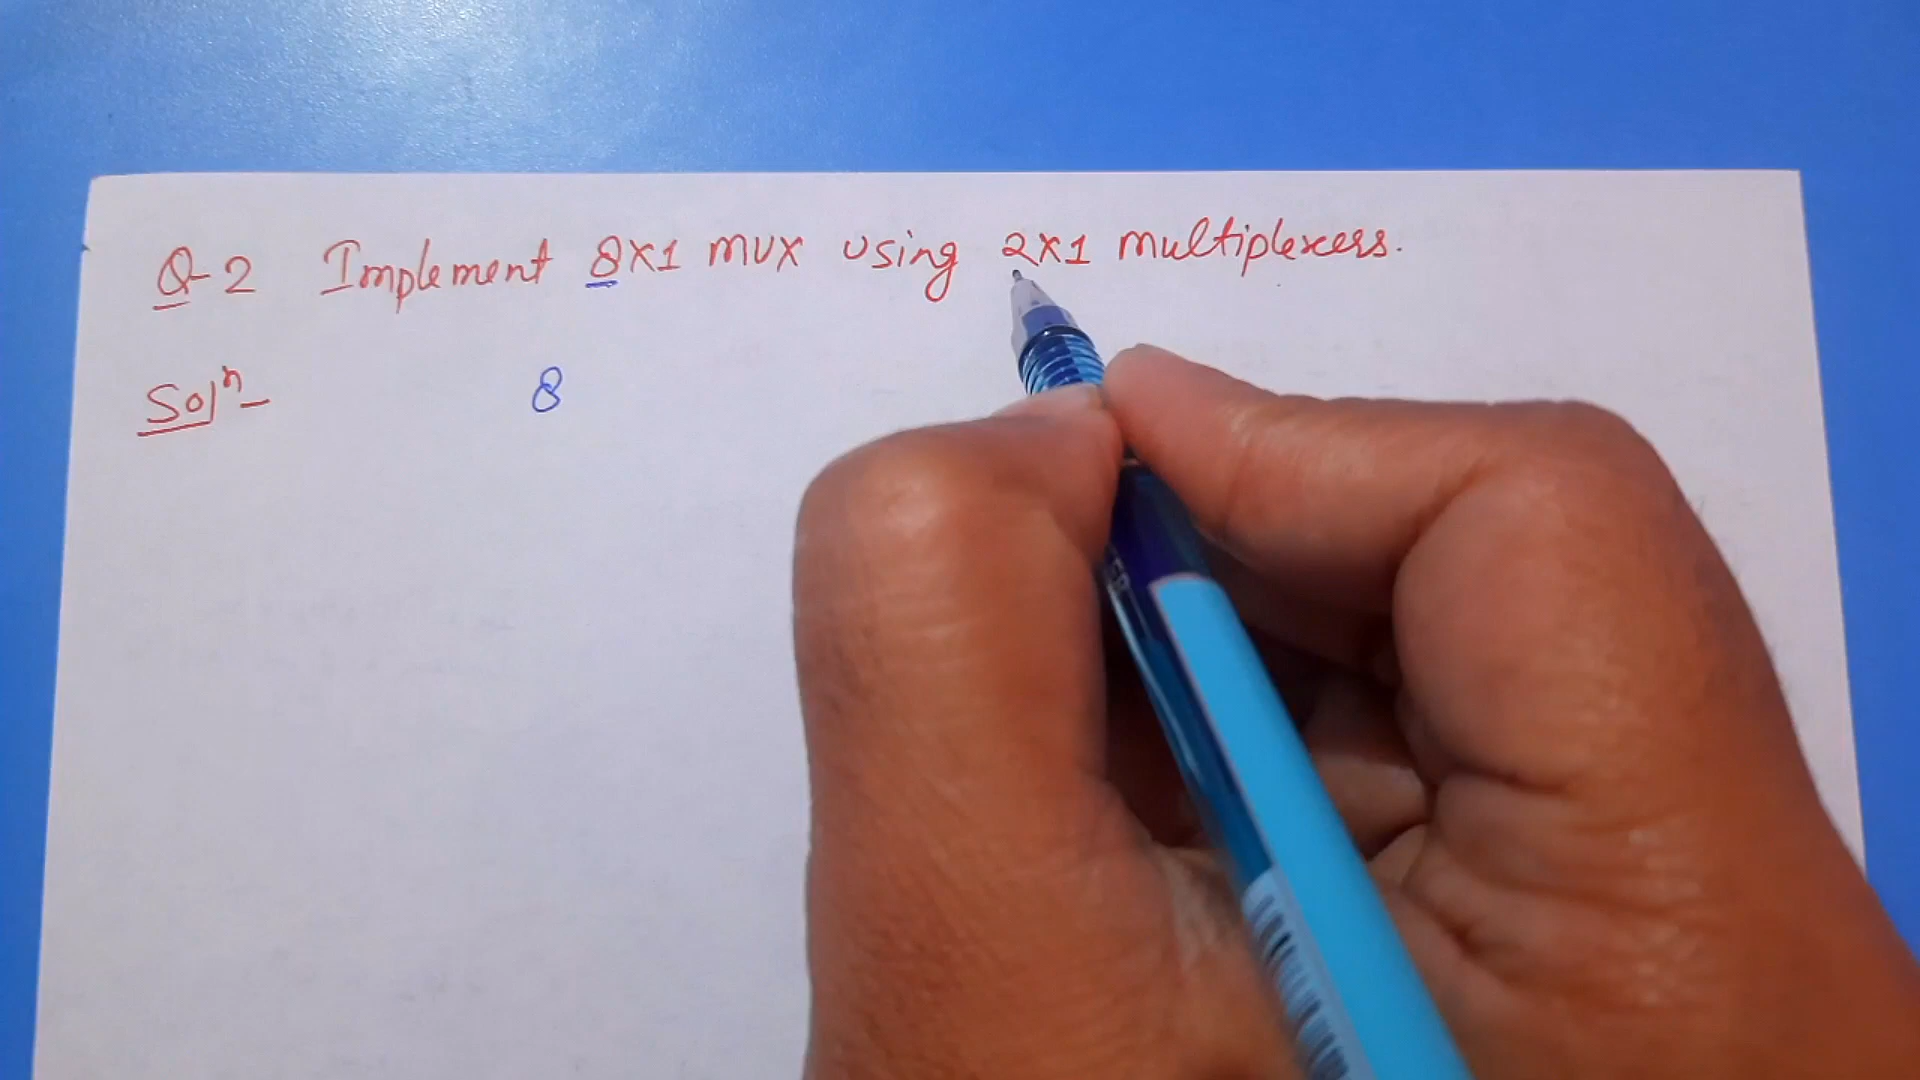 Q-2 Implement 8x1 MUX using 2x1 multiplexers.
Solⁿ- 8